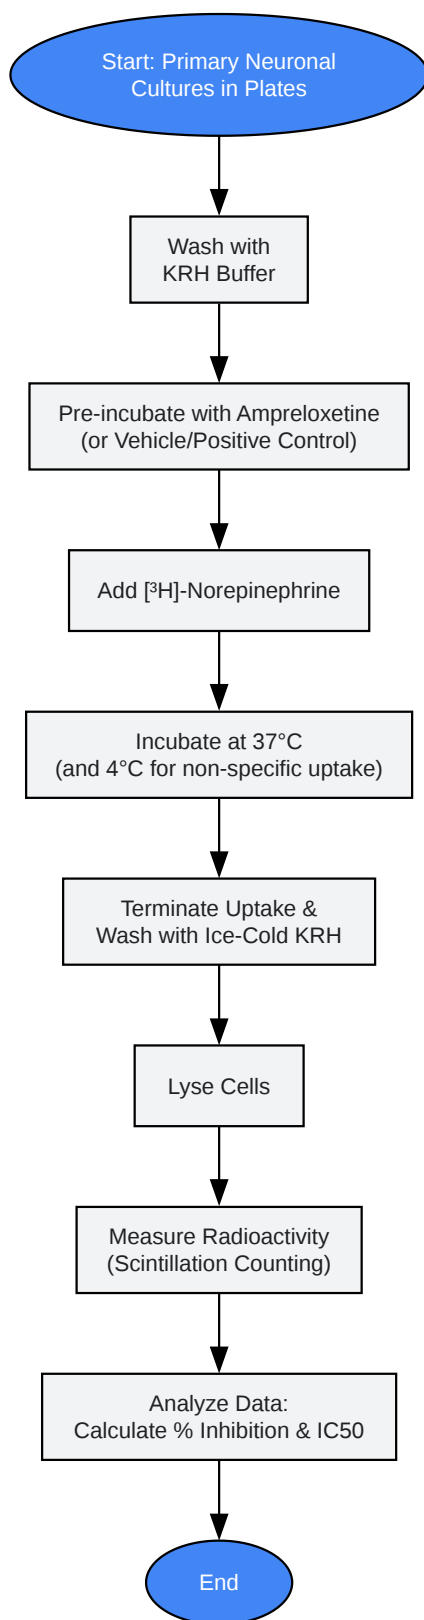 Start: Primary Neuronal
Cultures in Plates
Wash with
KRH Buffer
Pre-incubate with Ampreloxetine
(or Vehicle/Positive Control)
Add [³H]-Norepinephrine
Incubate at 37°C
(and 4°C for non-specific uptake)
Terminate Uptake &
Wash with Ice-Cold KRH
Lyse Cells
Measure Radioactivity
(Scintillation Counting)
Analyze Data:
Calculate % Inhibition & IC50
End